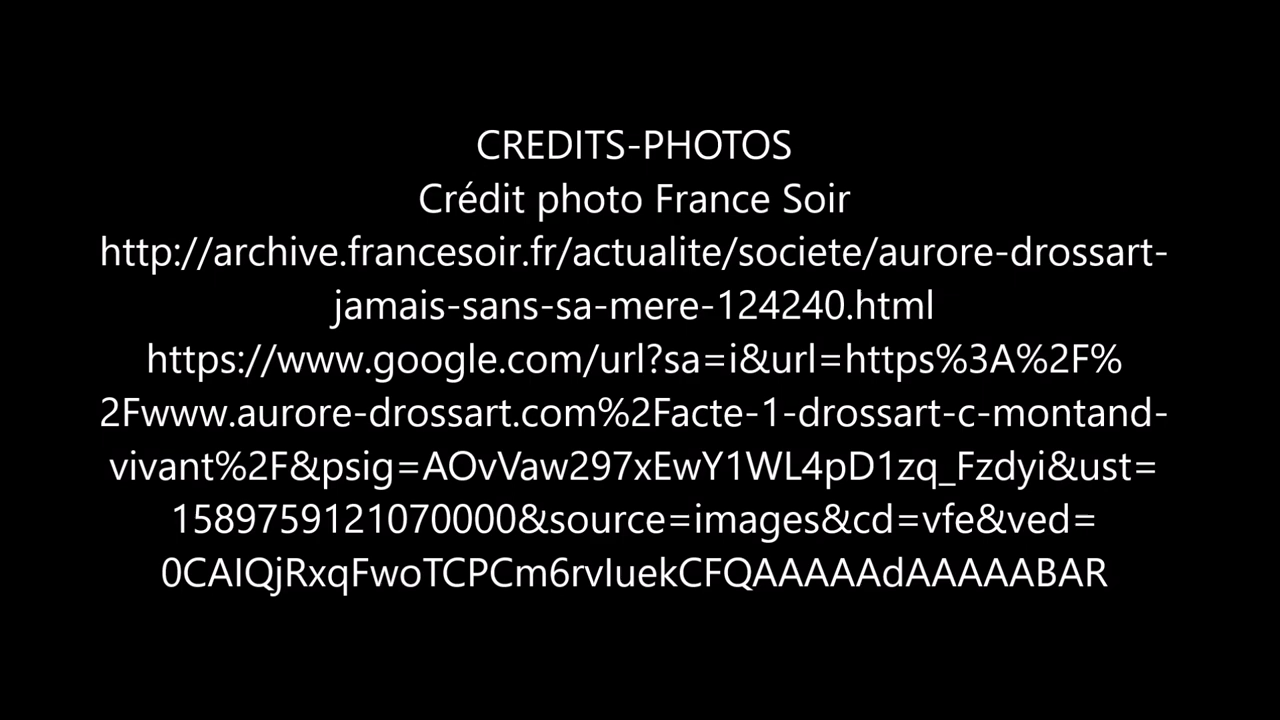 CREDITS-PHOTOS
Crédit photo France Soir
http://archive.francesoir.fr/actualite/societe/aurore-drossart-
jamais-sans-sa-mere-124240.html
https://www.google.com/url?sa=i&url=https%3A%2F%
2Fwww.aurore-drossart.com%2Facte-1-drossart-c-montand-
vivant%2F&psig=AOvVaw297xEwY1WL4pD1zq_Fzdyi&ust=
1589759121070000&source=images&cd=vfe&ved=
0CAIQjRxqFwoTCPCm6rvIuekCFQAAAAAdAAAAABAR